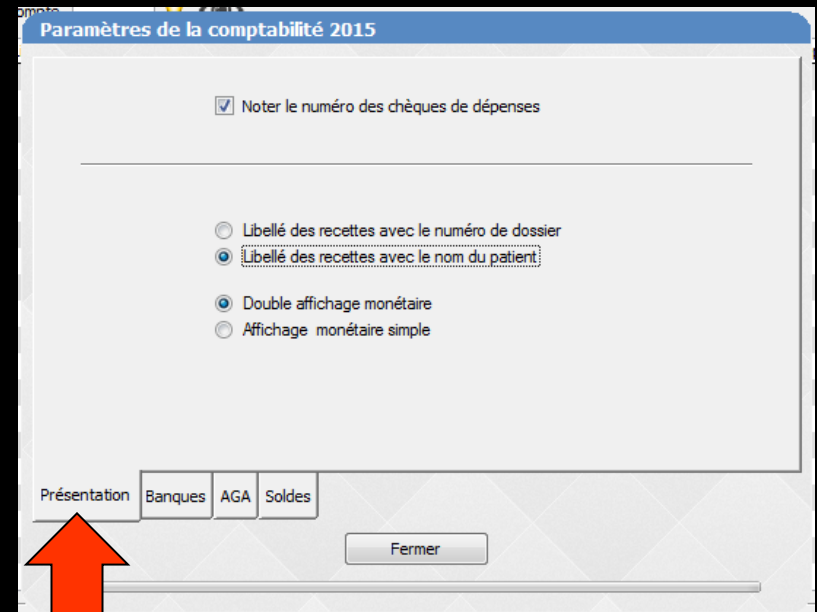 Paramètres de la comptabilité 2015
Noter le numéro des chèques de dépenses
Libellé des recettes avec le numéro de dossier
Libellé des recettes avec le nom du patient
Double affichage monétaire
Affichage monétaire simple
Présentation Banques AGA Soldes
Fermer